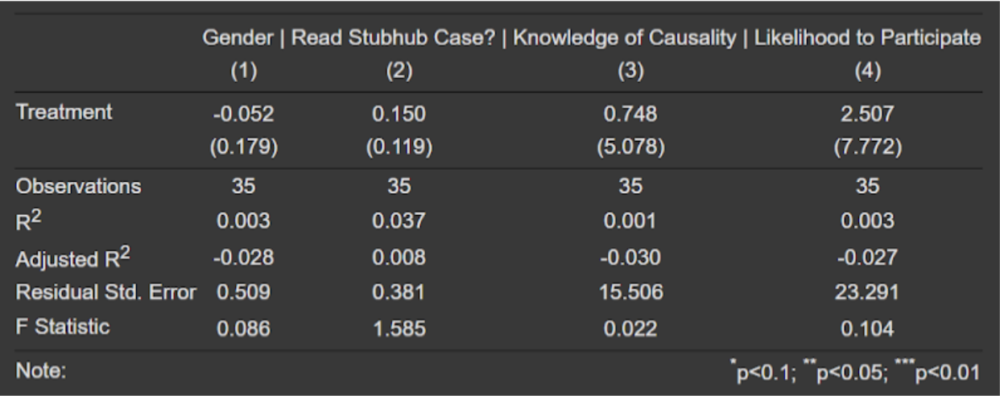 Gender | Read Stubhub Case? | Knowledge of Causality | Likelihood to Participate
(1) (2) (3) (4)
Treatment -0.052 0.150 0.748 2.507
(0.179) (0.119) (5.078) (7.772)
Observations 35 35 35 35
R2 0.003 0.037 0.001 0.003
Adjusted R2 -0.028 0.008 -0.030 -0.027
Residual Std. Error 0.509 0.381 15.506 23.291
F Statistic 0.086 1.585 0.022 0.104
Note: *p<0.1; **p<0.05; ***p<0.01